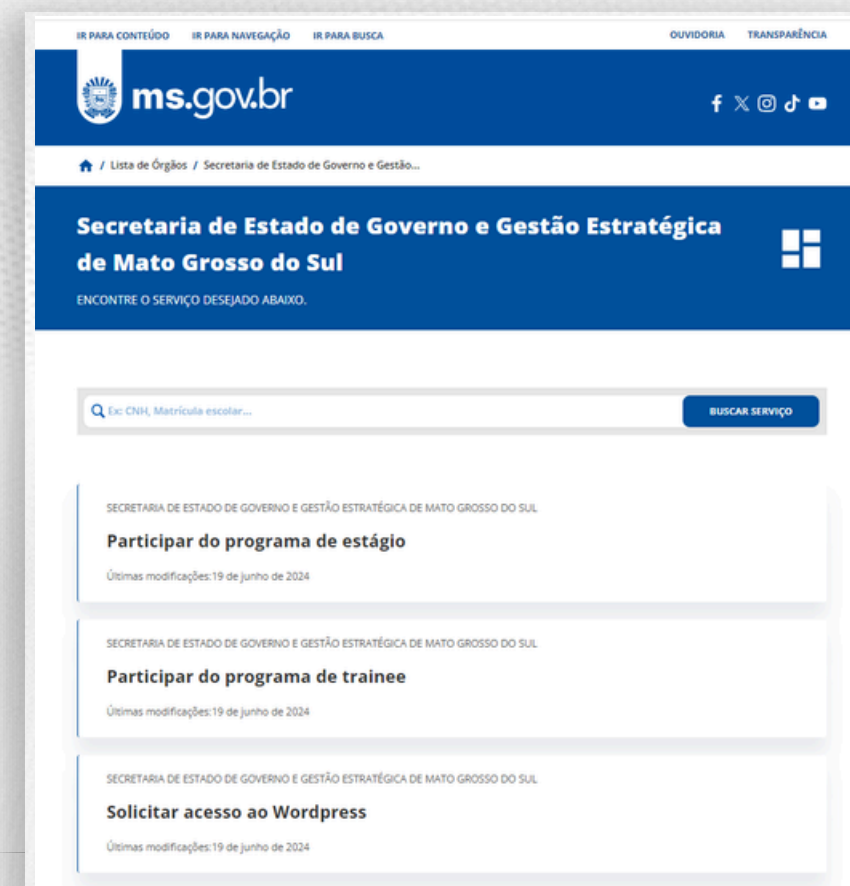 IR PARA CONTEÚDO IR PARA NAVEGAÇÃO IR PARA BUSCA OUVIDORIA TRANSPARÊNCIA
ms.gov.br
/ Lista de Órgãos / Secretaria de Estado de Governo e Gestão...
Secretaria de Estado de Governo e Gestão Estratégica
de Mato Grosso do Sul
ENCONTRE O SERVIÇO DESEJADO ABAIXO.
Ex: CNH, Matrícula escolar... BUSCAR SERVIÇO
SECRETARIA DE ESTADO DE GOVERNO E GESTÃO ESTRATÉGICA DE MATO GROSSO DO SUL
Participar do programa de estágio
Últimas modificações:19 de junho de 2024
SECRETARIA DE ESTADO DE GOVERNO E GESTÃO ESTRATÉGICA DE MATO GROSSO DO SUL
Participar do programa de trainee
Últimas modificações:19 de junho de 2024
SECRETARIA DE ESTADO DE GOVERNO E GESTÃO ESTRATÉGICA DE MATO GROSSO DO SUL
Solicitar acesso ao Wordpress
Últimas modificações:19 de junho de 2024